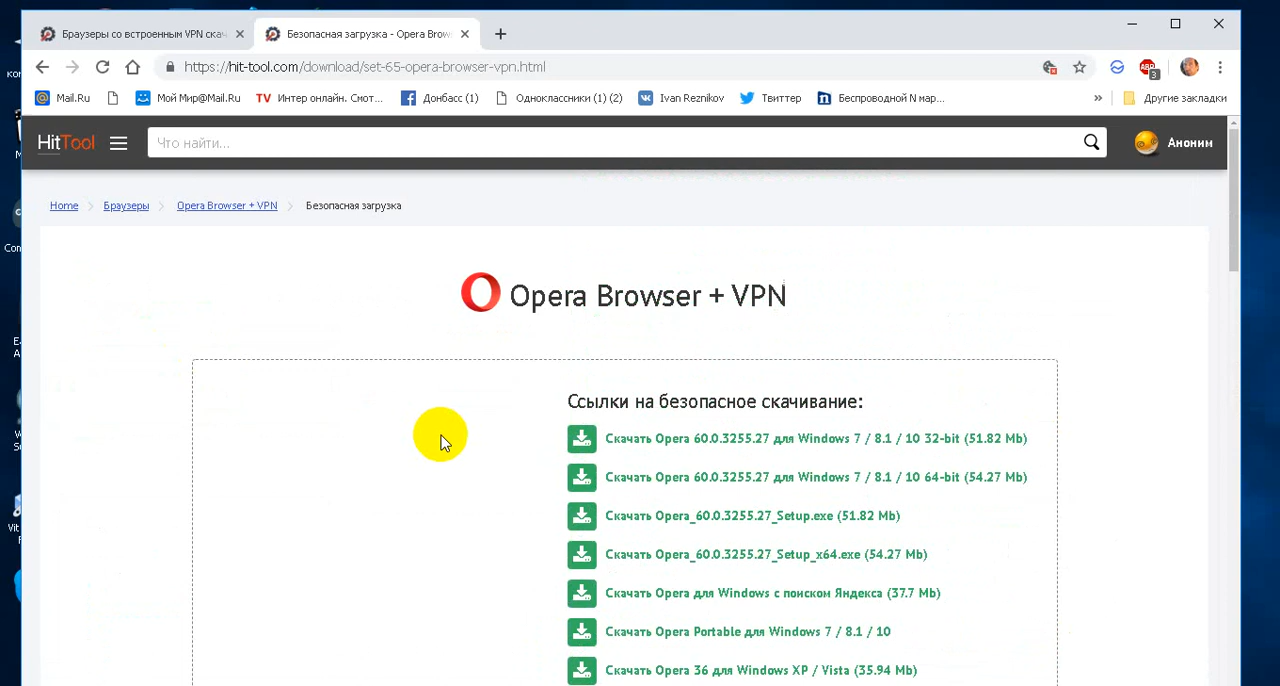 Браузеры со встроенным VPN скач
Безопасная загрузка - Opera Brow
https://hit-tool.com/download/set-65-opera-browser-vpn.html
ABP
3
Mail.Ru
Мой Мир@Mail.Ru
TV Интер онлайн. Смот...
Донбасс (1)
Одноклассники (1) (2)
Ivan Reznikov
Твиттер
Беспроводной N мар...
»
Другие закладки
HitTool
Что найти...
Аноним
Home
Браузеры
Opera Browser + VPN
Безопасная загрузка
Opera Browser + VPN
Ссылки на безопасное скачивание:
Скачать Opera 60.0.3255.27 для Windows 7 / 8.1 / 10 32-bit (51.82 Mb)
Скачать Opera 60.0.3255.27 для Windows 7 / 8.1 / 10 64-bit (54.27 Mb)
Скачать Opera_60.0.3255.27_Setup.exe (51.82 Mb)
Скачать Opera_60.0.3255.27_Setup_x64.exe (54.27 Mb)
Скачать Opera для Windows с поиском Яндекса (37.7 Mb)
Скачать Opera Portable для Windows 7 / 8.1 / 10
Скачать Opera 36 для Windows XP / Vista (35.94 Mb)